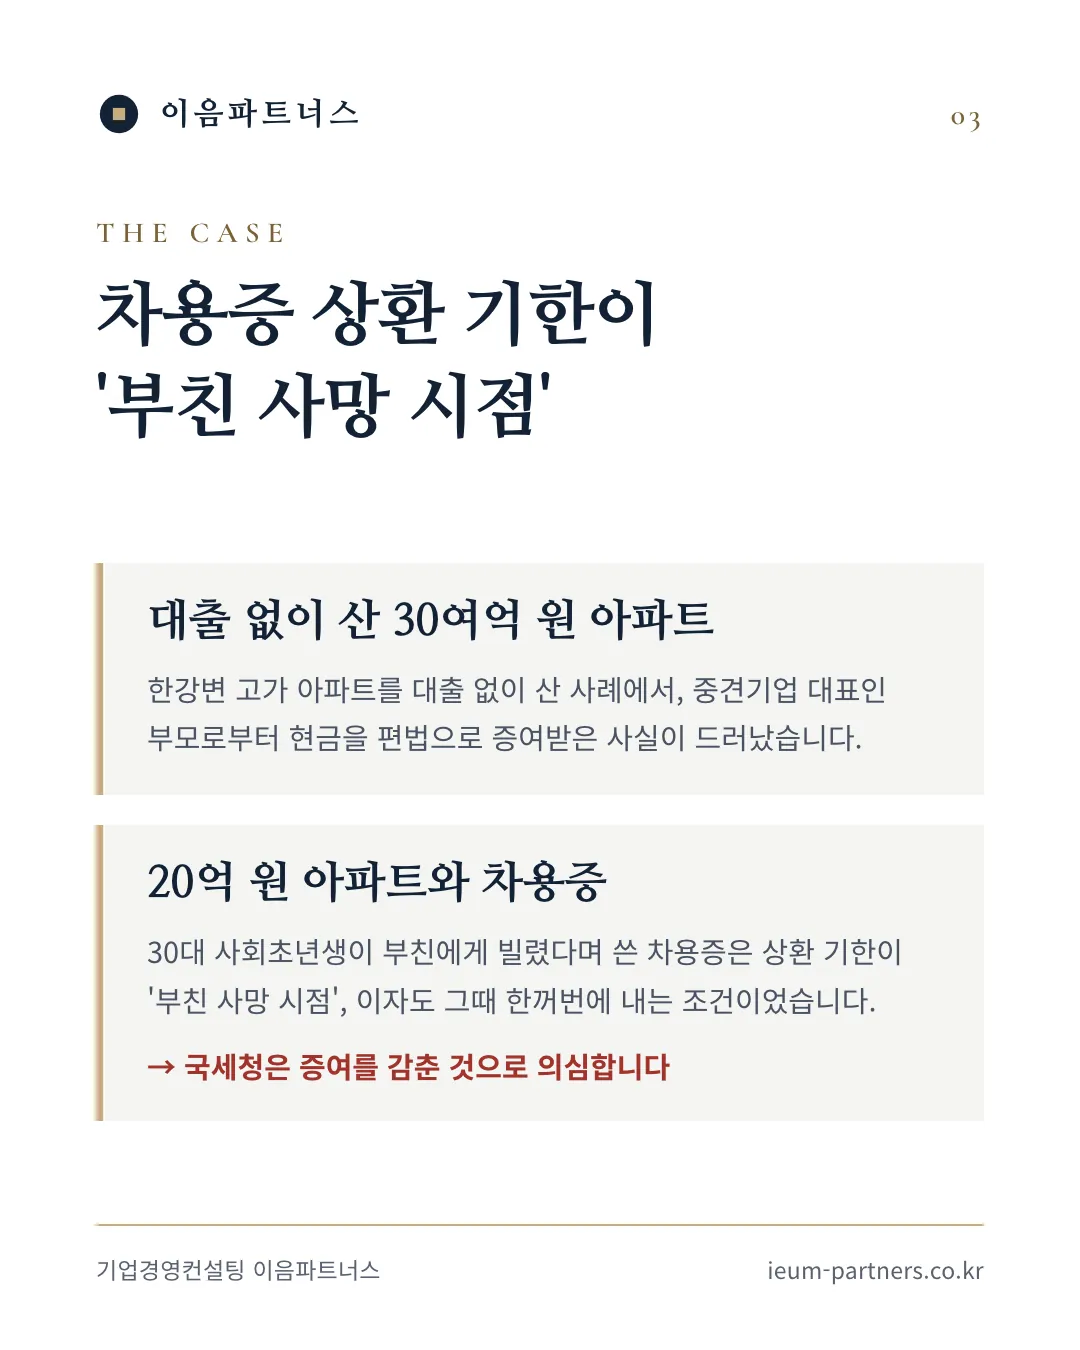 이음파트너스
03
THE CASE
차용증 상환 기한이
'부친 사망 시점'
대출 없이 산 30여억 원 아파트
한강변 고가 아파트를 대출 없이 산 사례에서, 중견기업 대표인
부모로부터 현금을 편법으로 증여받은 사실이 드러났습니다.
20억 원 아파트와 차용증
30대 사회초년생이 부친에게 빌렸다며 쓴 차용증은 상환 기한이
'부친 사망 시점', 이자도 그때 한꺼번에 내는 조건이었습니다.
→ 국세청은 증여를 감춘 것으로 의심합니다
기업경영컨설팅 이음파트너스
ieum-partners.co.kr